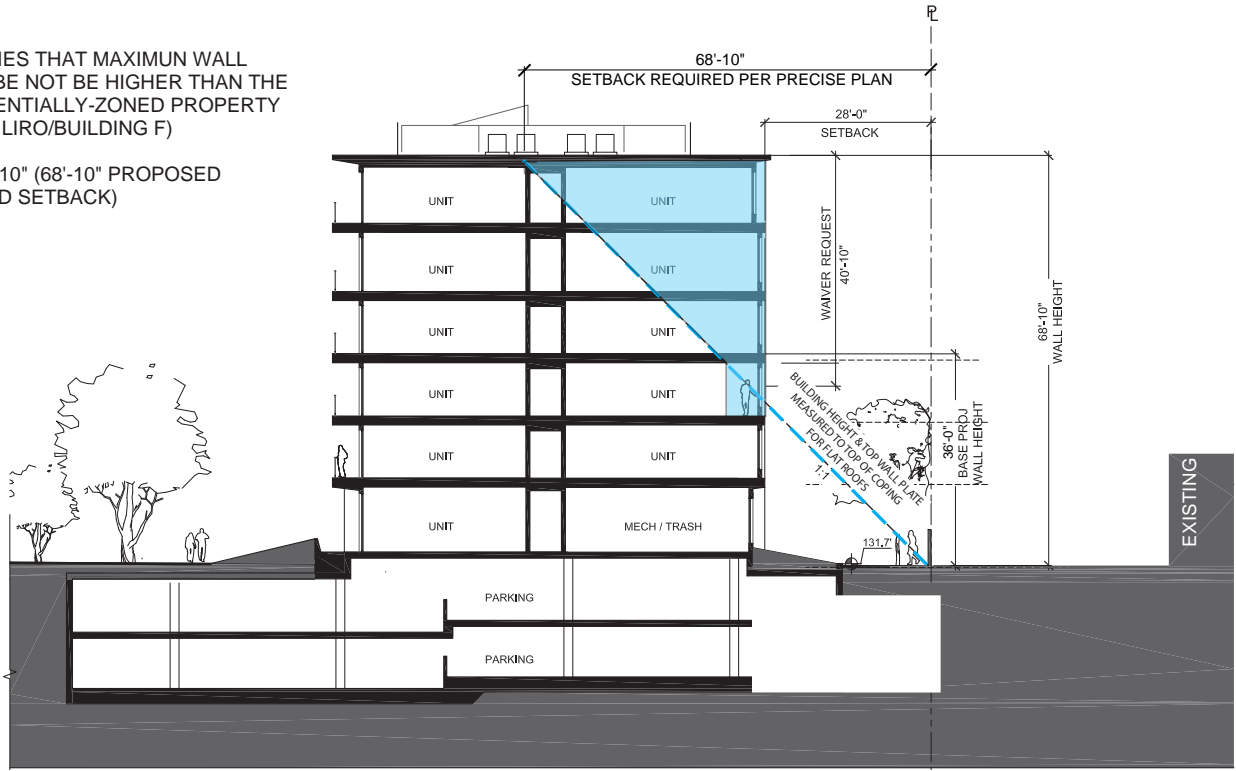 PL
IES THAT MAXIMUN WALL
BE NOT BE HIGHER THAN THE
ENTIALLY-ZONED PROPERTY
LIRO/BUILDING F)
10" (68'-10" PROPOSED
D SETBACK)
68'-10"
SETBACK REQUIRED PER PRECISE PLAN
28'-0"
SETBACK
UNIT
UNIT
UNIT
UNIT
UNIT
UNIT
UNIT
UNIT
UNIT
UNIT
UNIT
MECH / TRASH
WAIVER REQUEST
40'-10"
68'-10"
WALL HEIGHT
BUILDING HEIGHT & TOP WALL PLATE
MEASURED TO TOP OF COPING
FOR FLAT ROOFS
1:1
36'-0"
BASE PROJ
WALL HEIGHT
131.7'
EXISTING
PARKING
PARKING